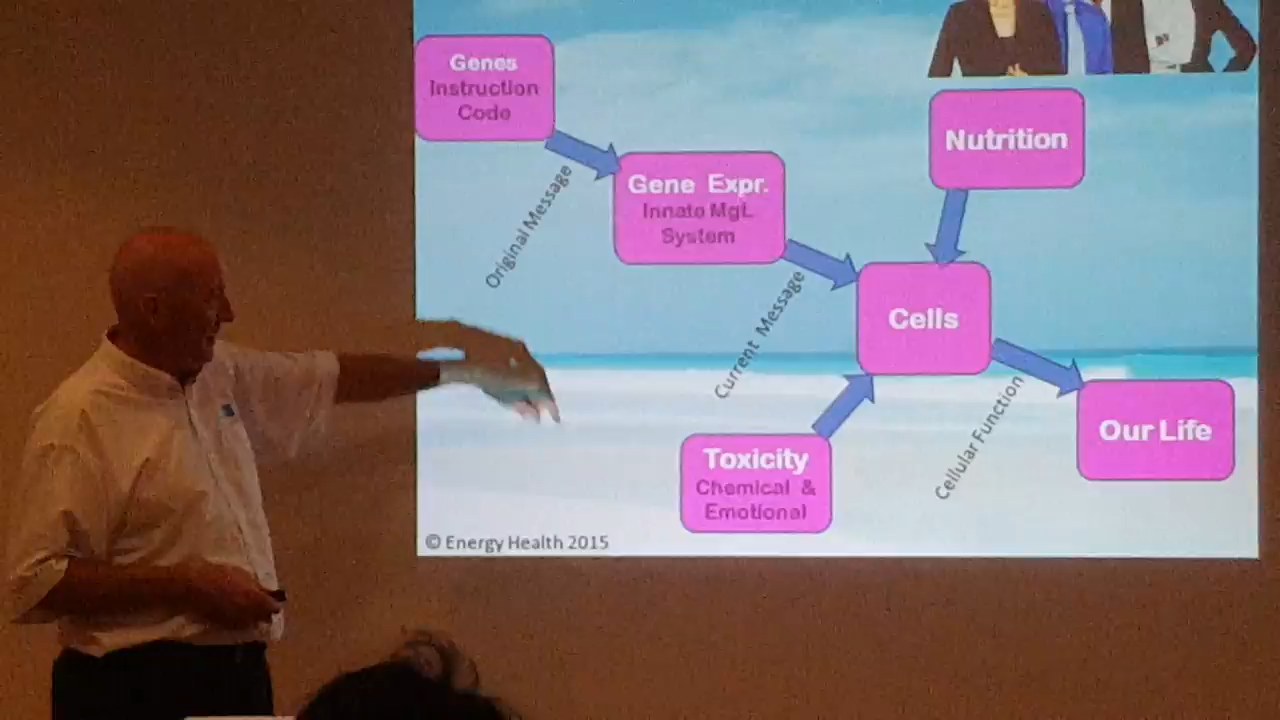 Genes
Instruction
Code
Original Message
Gene Expr.
Innate Mgt.
System
Current Message
Nutrition
Cells
Toxicity
Chemical &
Emotional
Cellular Function
Our Life
© Energy Health 2015